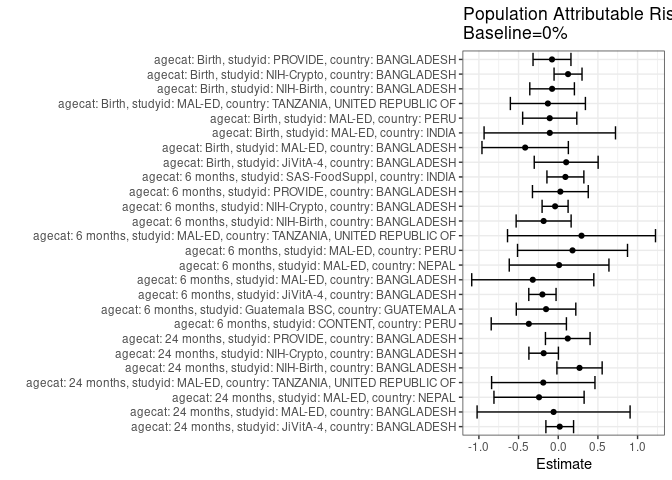 Population Attributable Ris
Baseline=0%
agecat: Birth, studyid: PROVIDE, country: BANGLADESH
agecat: Birth, studyid: NIH-Crypto, country: BANGLADESH
agecat: Birth, studyid: NIH-Birth, country: BANGLADESH
agecat: Birth, studyid: MAL-ED, country: TANZANIA, UNITED REPUBLIC OF
agecat: Birth, studyid: MAL-ED, country: PERU
agecat: Birth, studyid: MAL-ED, country: INDIA
agecat: Birth, studyid: MAL-ED, country: BANGLADESH
agecat: Birth, studyid: JiVitA-4, country: BANGLADESH
agecat: 6 months, studyid: SAS-FoodSuppl, country: INDIA
agecat: 6 months, studyid: PROVIDE, country: BANGLADESH
agecat: 6 months, studyid: NIH-Crypto, country: BANGLADESH
agecat: 6 months, studyid: NIH-Birth, country: BANGLADESH
agecat: 6 months, studyid: MAL-ED, country: TANZANIA, UNITED REPUBLIC OF
agecat: 6 months, studyid: MAL-ED, country: PERU
agecat: 6 months, studyid: MAL-ED, country: NEPAL
agecat: 6 months, studyid: MAL-ED, country: BANGLADESH
agecat: 6 months, studyid: JiVitA-4, country: BANGLADESH
agecat: 6 months, studyid: Guatemala BSC, country: GUATEMALA
agecat: 6 months, studyid: CONTENT, country: PERU
agecat: 24 months, studyid: PROVIDE, country: BANGLADESH
agecat: 24 months, studyid: NIH-Crypto, country: BANGLADESH
agecat: 24 months, studyid: NIH-Birth, country: BANGLADESH
agecat: 24 months, studyid: MAL-ED, country: TANZANIA, UNITED REPUBLIC OF
agecat: 24 months, studyid: MAL-ED, country: NEPAL
agecat: 24 months, studyid: MAL-ED, country: BANGLADESH
agecat: 24 months, studyid: JiVitA-4, country: BANGLADESH
-1.0 -0.5 0.0 0.5 1.0
Estimate